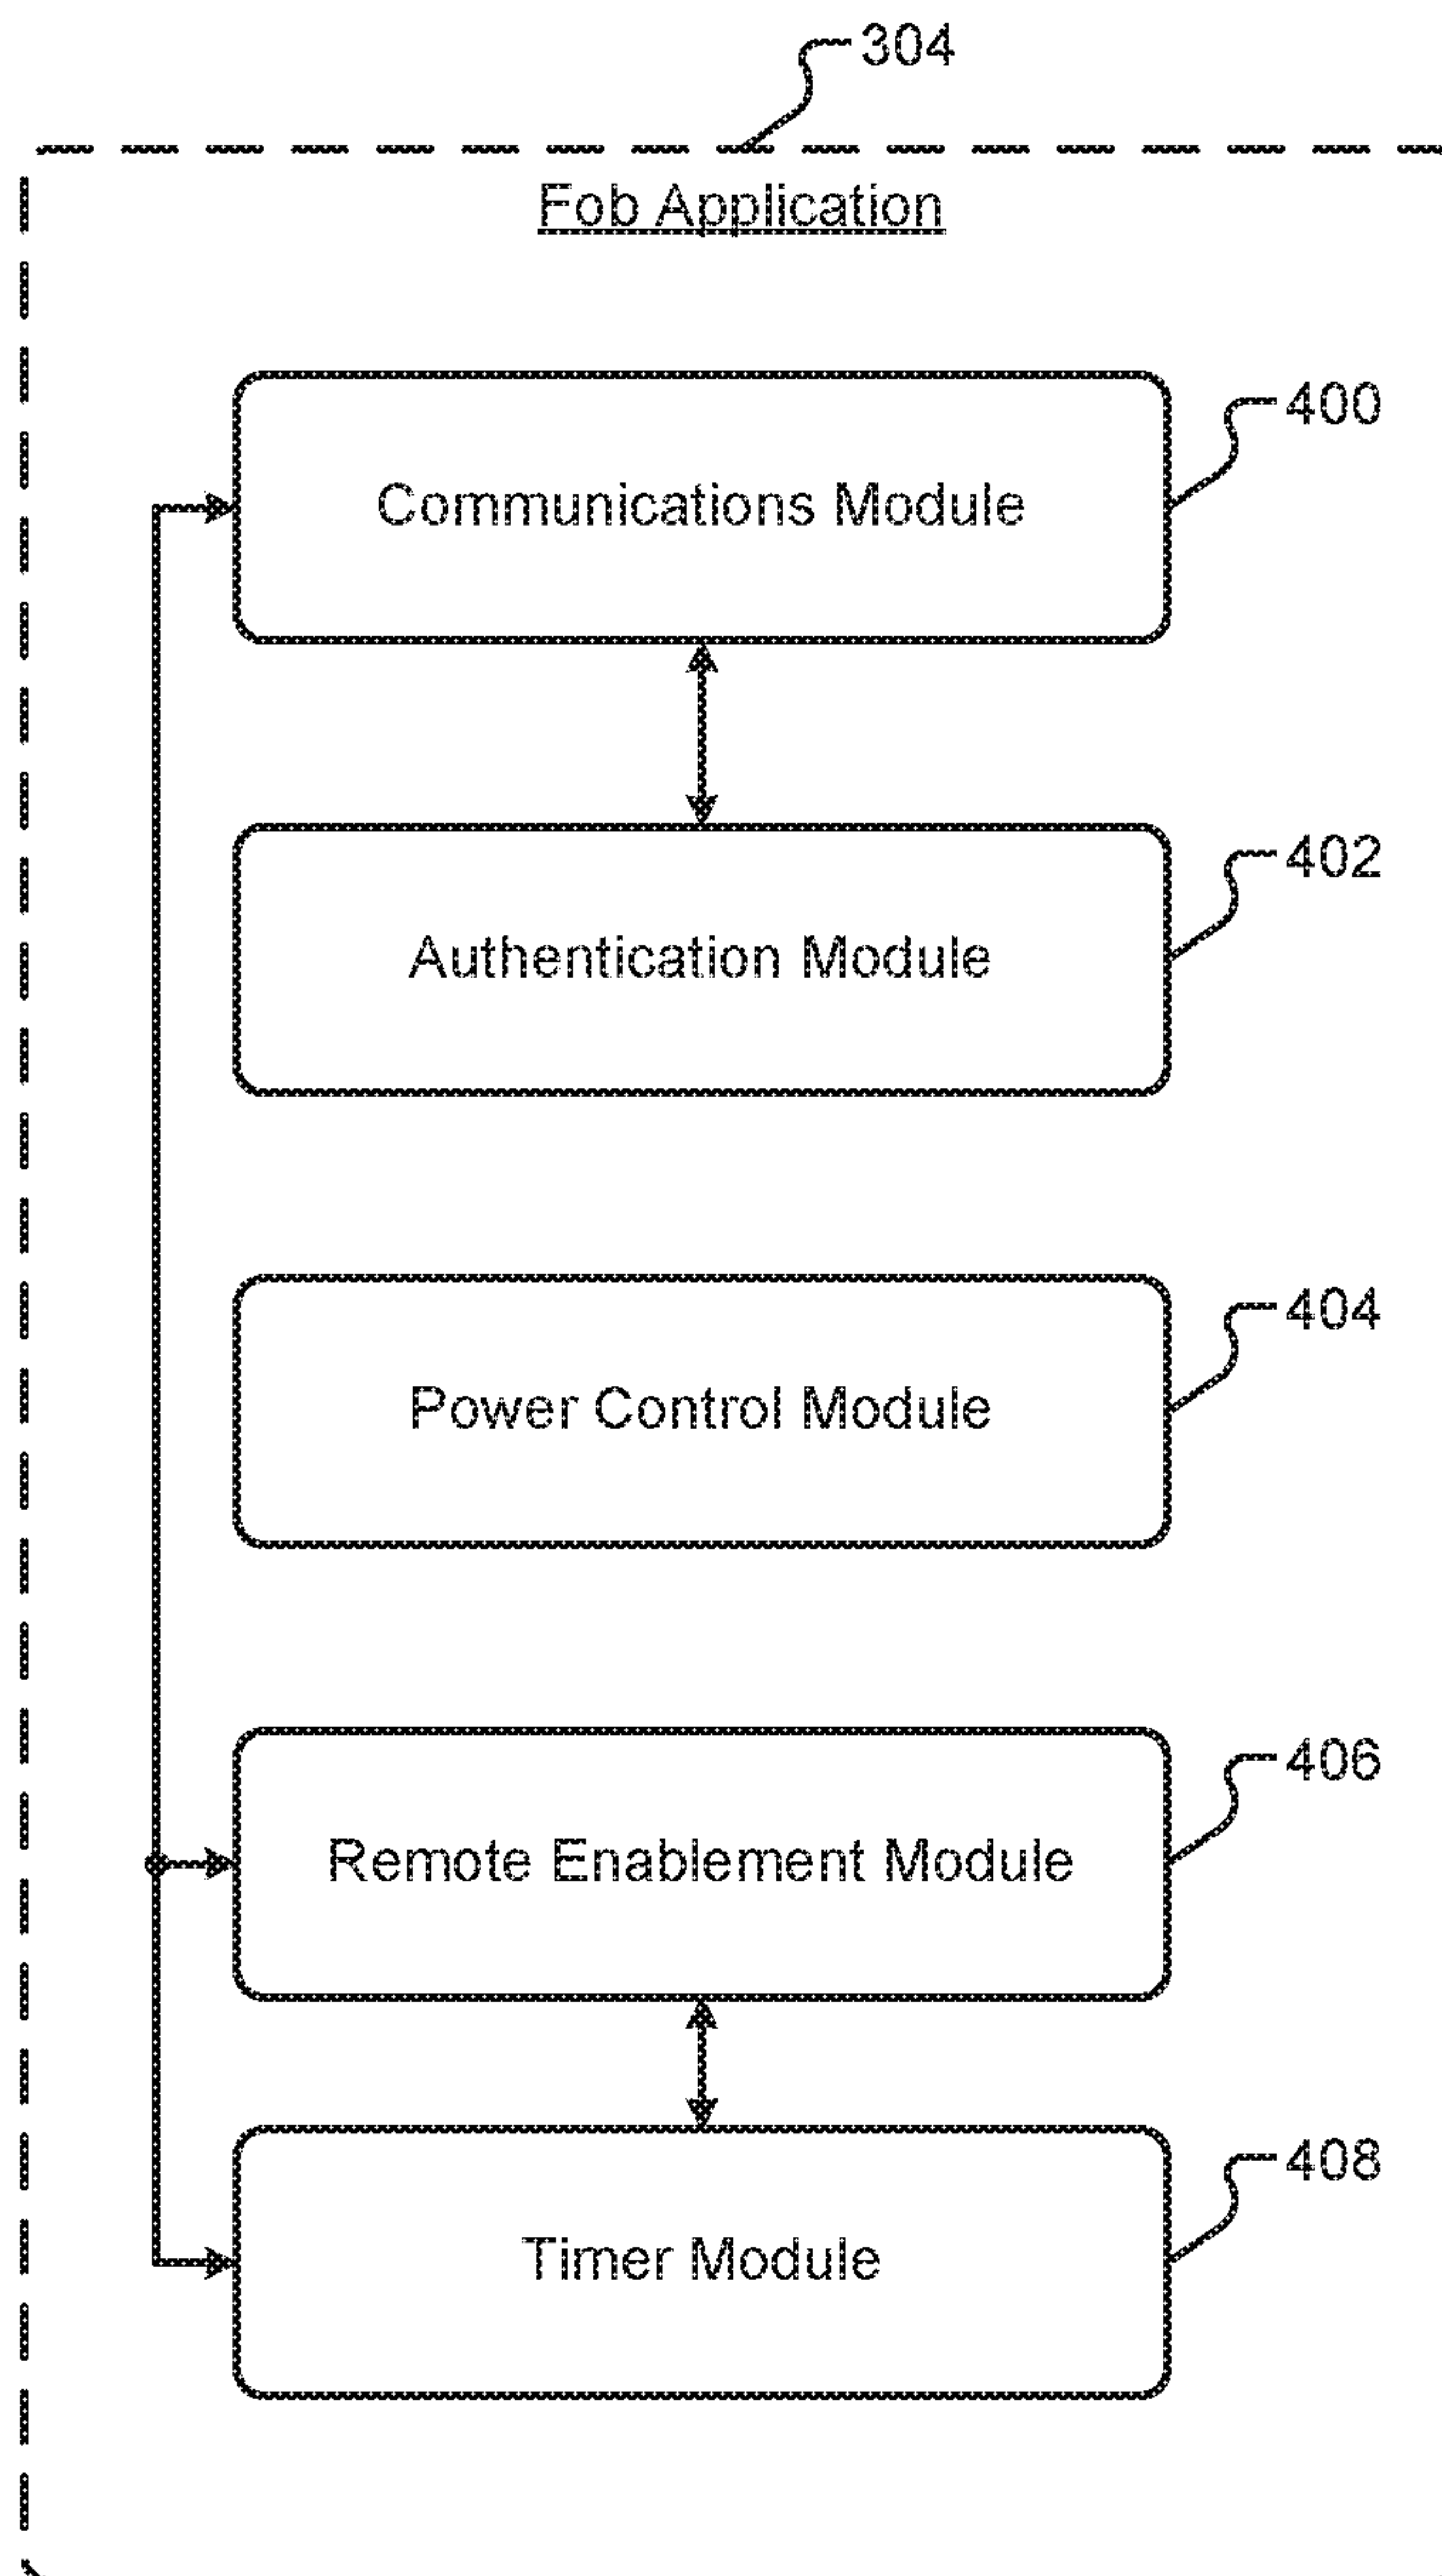 304
Fob Application
400
Communications Module
402
Authentication Module
404
Power Control Module
406
Remote Enablement Module
408
Timer Module